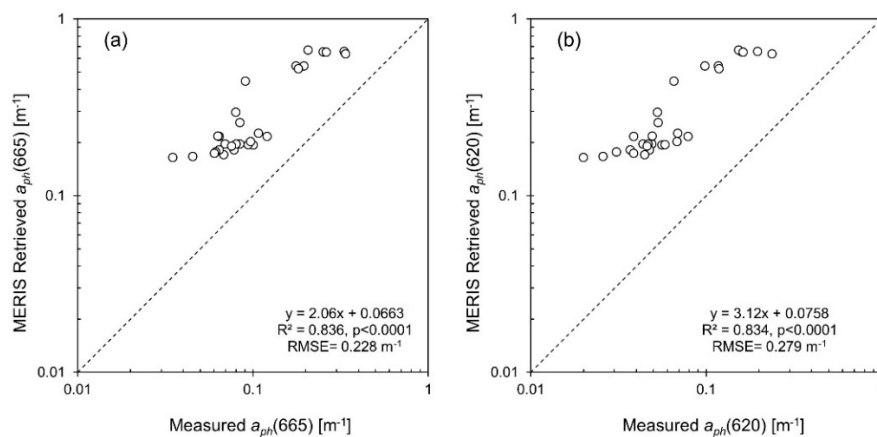 (a)
1
0.1
0.01
MERIS Retrieved aph(665) [m-1]
y = 2.06x + 0.0663
R² = 0.836, p<0.0001
RMSE= 0.228 m-1
0.01
0.1
1
Measured aph(665) [m-1]
(b)
1
0.1
0.01
MERIS Retrieved aph(620) [m-1]
y = 3.12x + 0.0758
R² = 0.834, p<0.0001
RMSE= 0.279 m-1
0.01
0.1
1
Measured aph(620) [m-1]